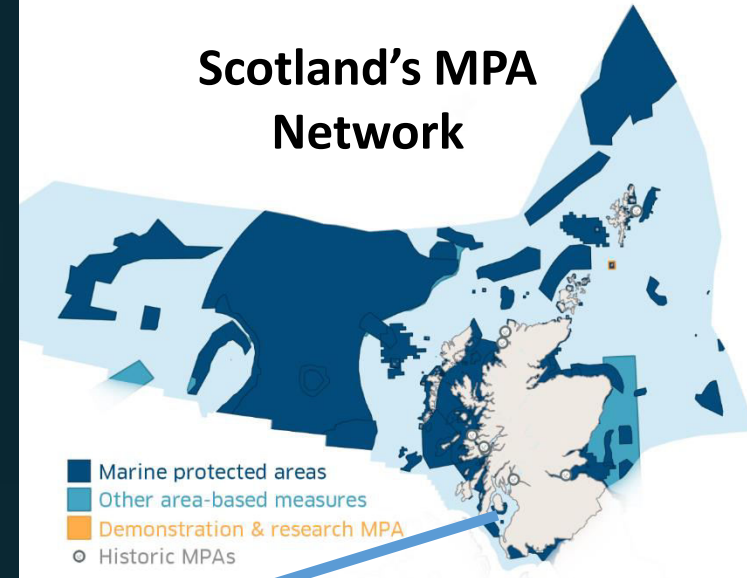 Scotland’s MPA
Network
Marine protected areas
Other area-based measures
Demonstration & research MPA
Historic MPAs